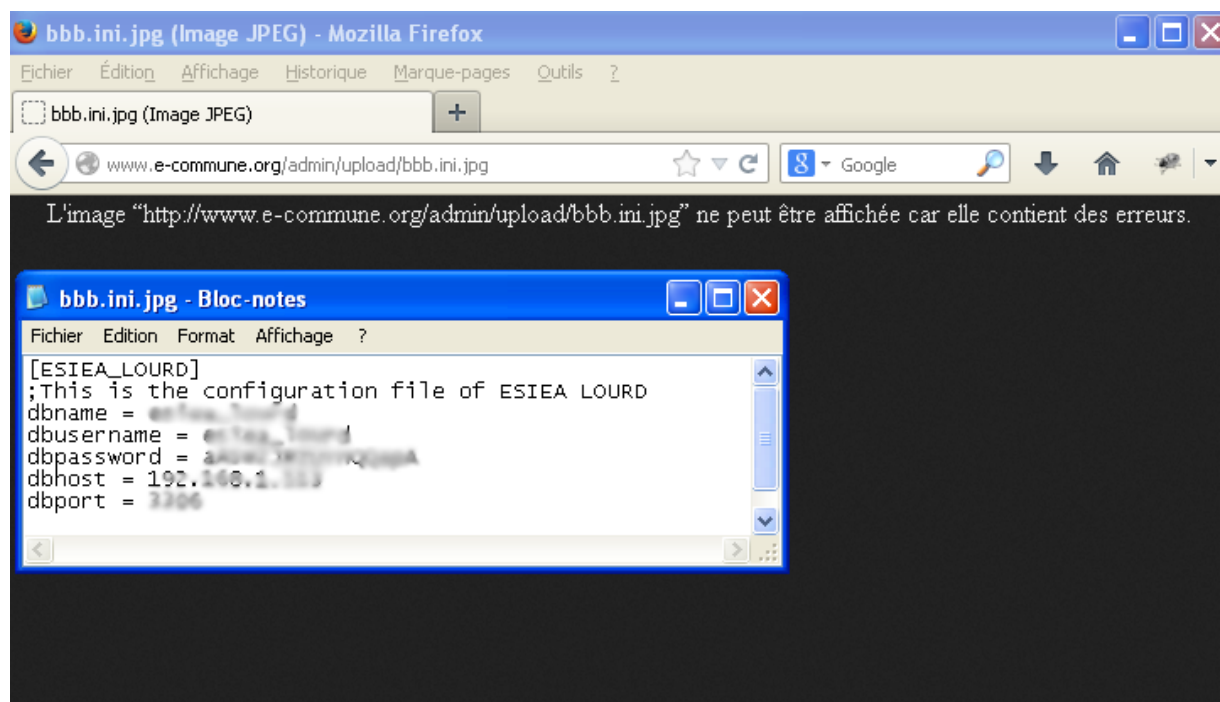 bbb.ini.jpg (Image JPEG) - Mozilla Firefox
Fichier Édition Affichage Historique Marque-pages Outils ?
bbb.ini.jpg (Image JPEG) +
www.e-commune.org/admin/upload/bbb.ini.jpg 8 Google
L'image “http://www.e-commune.org/admin/upload/bbb.ini.jpg” ne peut être affichée car elle contient des erreurs.
bbb.ini.jpg - Bloc-notes
Fichier Edition Format Affichage ?
[ESIEA_LOURD]
;This is the configuration file of ESIEA LOURD
dbname =
dbusername =
dbpassword =
dbhost =
dbport =